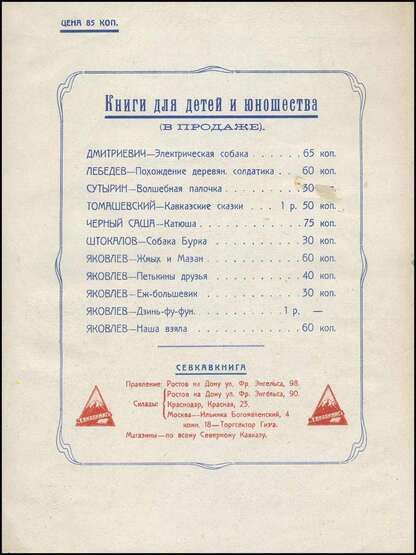 ЦЕНА 85 КОП.
Книги для детей и юношества
(В ПРОДАЖЕ).
ДМИТРИЕВИЧ—Электрическая собака . . . . . . 65 коп.
ЛЕБЕДЕВ—Похождение деревян. солдатика . . 60 коп.
СУТЫРИН—Волшебная палочка . . . . . . . . 30 коп.
ТОМАШЕВСКИЙ—Кавказские сказки . 1 р. 50 коп.
ЧЕРНЫЙ САША—Катюша . . . . . . . . . . 75 коп.
ШТОКАЛОВ—Собака Бурка . . . . . . . . . 30 коп.
ЯКОВЛЕВ—Жмых и Мазан . . . . . . . . . 60 коп.
ЯКОВЛЕВ—Петькины друзья . . . . . . . . 40 коп.
ЯКОВЛЕВ—Еж-большевик . . . . . . . . . . 30 коп.
ЯКОВЛЕВ—Дзинь-фу-фун. . . . . . . . . 1 р. —
ЯКОВЛЕВ—Наша взяла . . . . . . . . . . 60 коп.
СЕВКАВКНИГА
Правление: Ростов на Дону ул. Фр. Энгельса, 98.
Ростов на Дону ул. Фр. Энгельса, 90.
Склады: Краснодар, Красная, 23.
Москва—Ильинка Богоявленский, 4
комн. 18—Торгсектор Гиза.
Магазины—по всему Северному Кавказу.
СЕВКАВКНИГА
СЕВКАВКНИГА